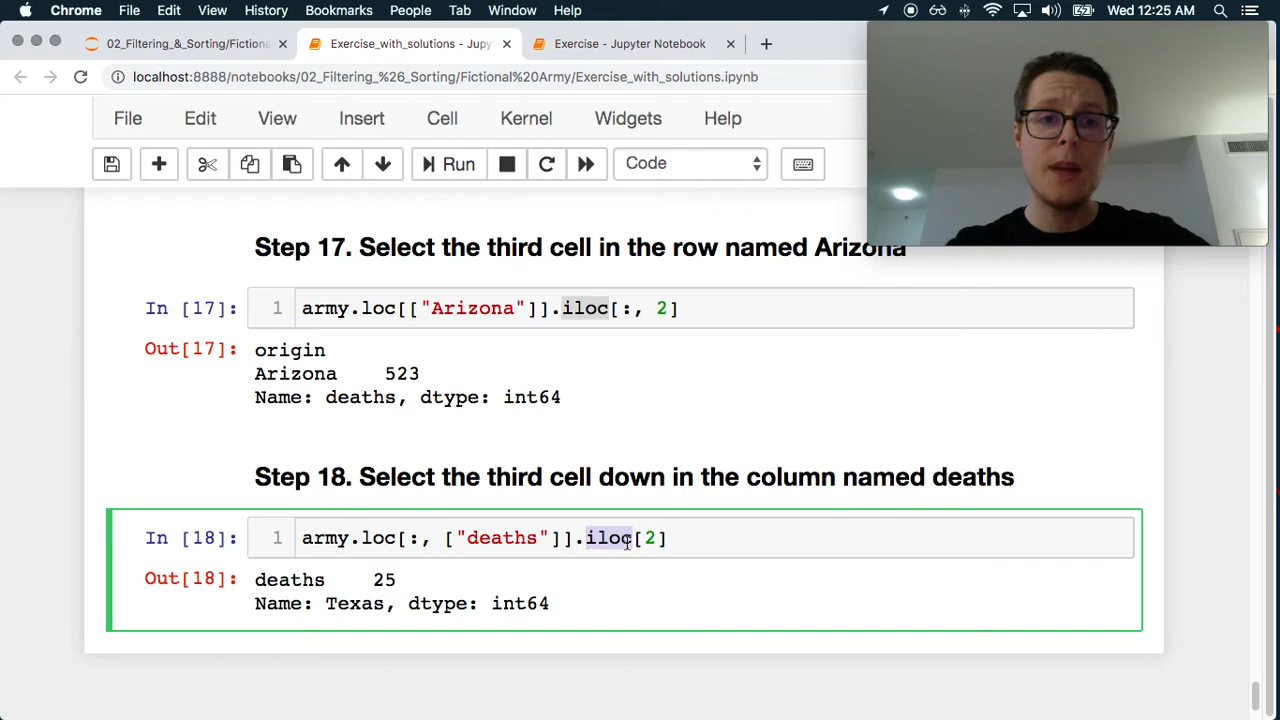 Chrome File Edit View History Bookmarks People Tab Window Help Wed 12:25 AM
02_Filtering_&_Sorting/Fictiona Exercise_with_solutions - Jupy Exercise - Jupyter Notebook
localhost:8888/notebooks/02_Filtering_%26_Sorting/Fictional%20Army/Exercise_with_solutions.ipynb
File Edit View Insert Cell Kernel Widgets Help
Run Code
Step 17. Select the third cell in the row named Arizona
In [17]: 1 army.loc[["Arizona"]].iloc[:, 2]
Out[17]: origin
Arizona 523
Name: deaths, dtype: int64
Step 18. Select the third cell down in the column named deaths
In [18]: 1 army.loc[:, ["deaths"]].iloc[2]
Out[18]: deaths 25
Name: Texas, dtype: int64